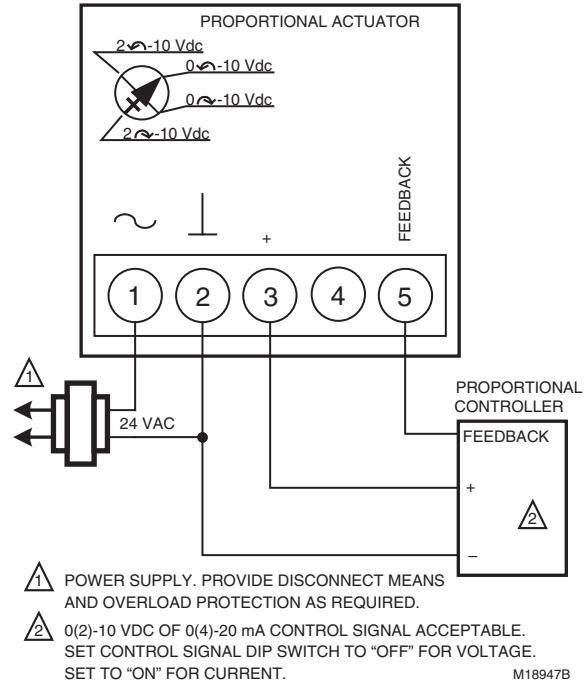 PROPORTIONAL ACTUATOR
2 -10 Vdc
0 -10 Vdc
0 -10 Vdc
2 -10 Vdc
FEEDBACK
+
1 2 3 4 5
1
24 VAC
PROPORTIONAL
CONTROLLER
FEEDBACK
+
2
–
1 POWER SUPPLY. PROVIDE DISCONNECT MEANS
AND OVERLOAD PROTECTION AS REQUIRED.
2 0(2)-10 VDC OF 0(4)-20 mA CONTROL SIGNAL ACCEPTABLE.
SET CONTROL SIGNAL DIP SWITCH TO “OFF” FOR VOLTAGE.
SET TO “ON” FOR CURRENT.
M18947B